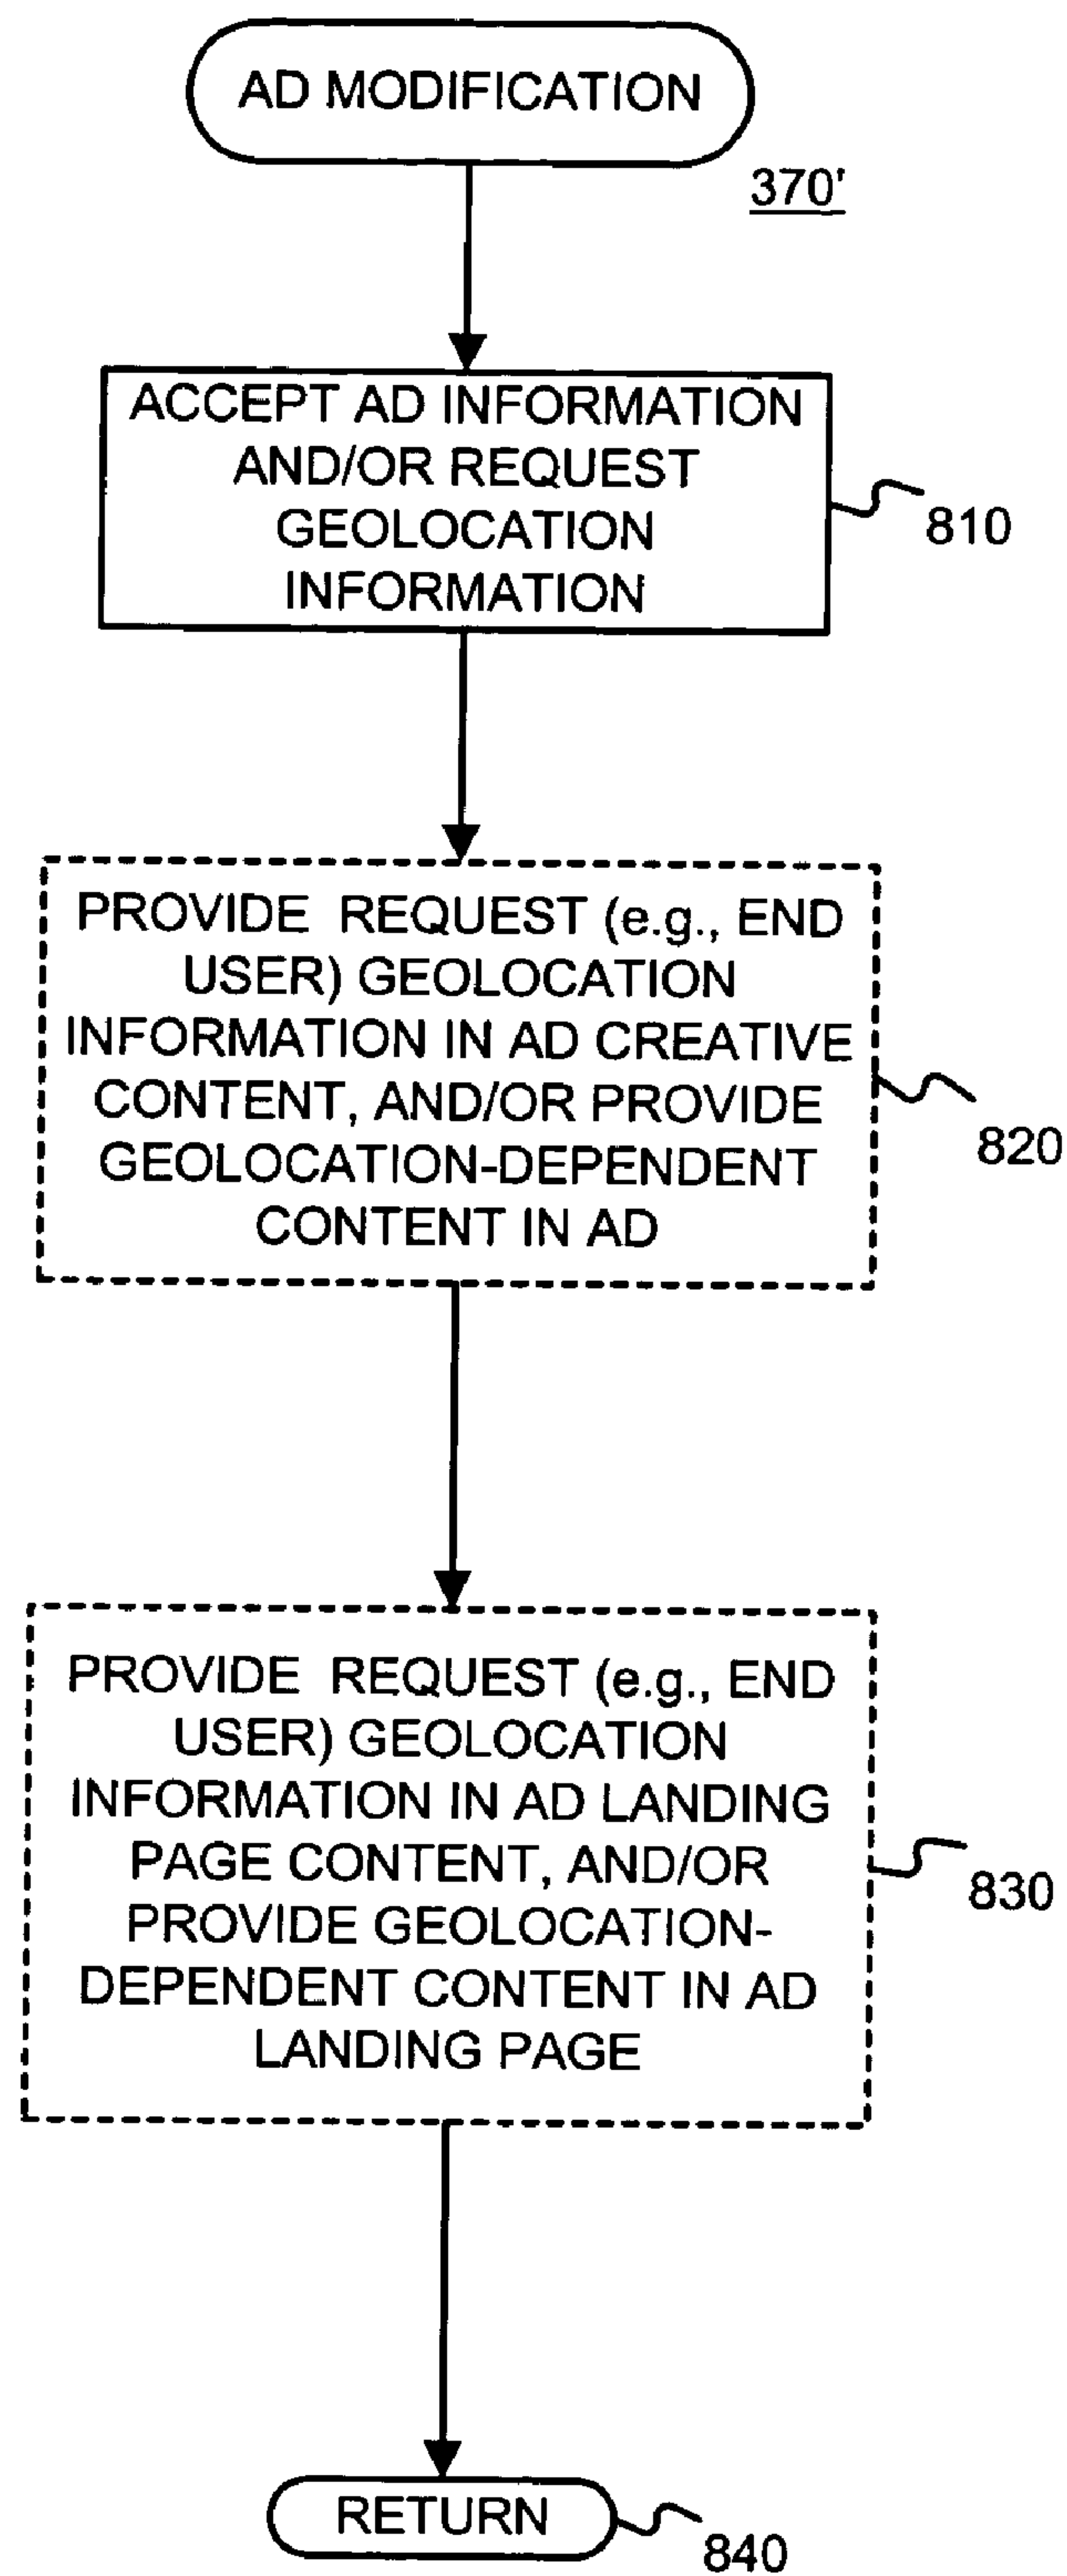 AD MODIFICATION
370'
ACCEPT AD INFORMATION
AND/OR REQUEST
GEOLOCATION
INFORMATION
810
PROVIDE REQUEST (e.g., END
USER) GEOLOCATION
INFORMATION IN AD CREATIVE
CONTENT, AND/OR PROVIDE
GEOLOCATION-DEPENDENT
CONTENT IN AD
820
PROVIDE REQUEST (e.g., END
USER) GEOLOCATION
INFORMATION IN AD LANDING
PAGE CONTENT, AND/OR
PROVIDE GEOLOCATION-
DEPENDENT CONTENT IN AD
LANDING PAGE
830
RETURN
840